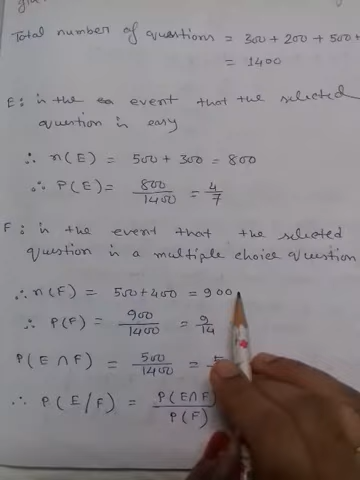 Total number of questions = 300 + 200 + 500 +
= 1400
E: is the event that the selected
question is easy
∴ n(E) = 500 + 300 = 800
∴ P(E) = 800/1400 = 4/7
F: is the event that the selected
question is a multiple choice question
∴ n(F) = 500 + 400 = 900
∴ P(F) = 900/1400 = 9/14
P(E ∩ F) = 500/1400 =
∴ P(E/F) = P(E∩F)/P(F)